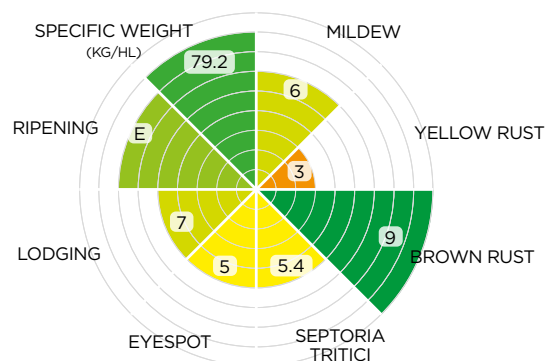 SPECIFIC WEIGHT
(KG/HL)
MILDEW
79.2
6
RIPENING
E
YELLOW RUST
3
LODGING
7
9
BROWN RUST
5
5.4
EYESPOT
SEPTORIA
TRITICI